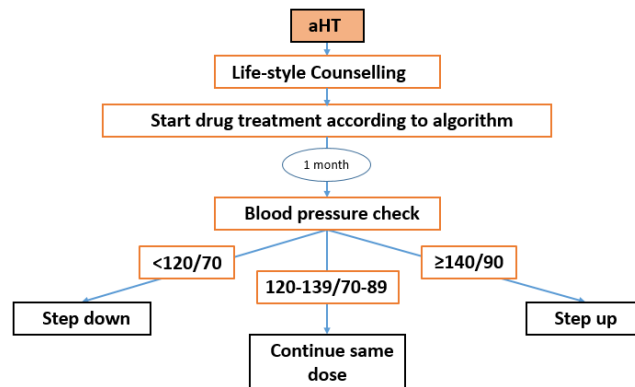 aHT
Life-style Counselling
Start drug treatment according to algorithm
1 month
Blood pressure check
<120/70
120-139/70-89
≥140/90
Step down
Continue same
dose
Step up